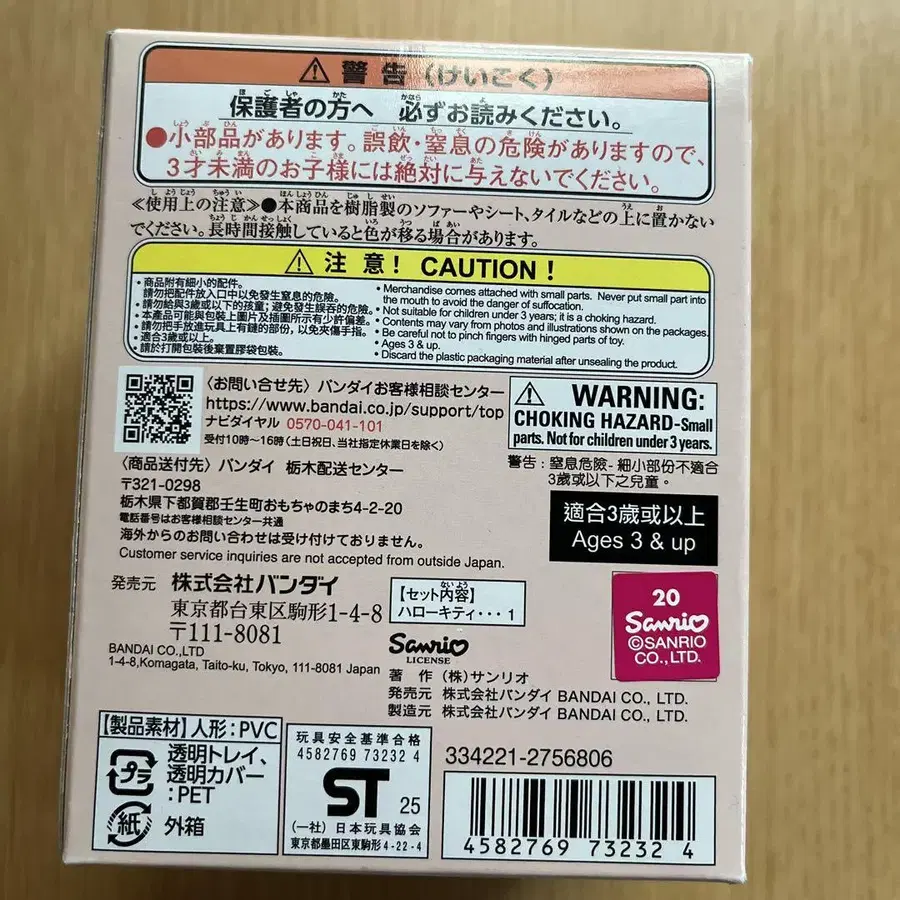 ⚠警告(けいこく)
保護者の方へ 必ずお読みください。
●小部品があります。誤飲・窒息の危険がありますので、
3才未満のお子様には絶対に与えないでください。
≪使用上の注意≫●本商品を樹脂製のソファーやシート、タイルなどの上に置かない
でください。長時間接触していると色が移る場合があります。
⚠注意! CAUTION!
・商品附有細小的配件。
請勿把配件放入口中以免發生窒息的危險。
・請勿給與3歲或以下的孩童;避免發生誤吞的危險。
・本產品可能與包裝上圖片及插圖所示有少許偏差。
・請勿把手放進玩具上有鏈的部份,以免夾傷手指。
・適合3歲或以上。
・請於打開包裝後棄置膠袋包裝。
• Merchandise comes attached with small parts. Never put small part into
the mouth to avoid the danger of suffocation.
• Not suitable for children under 3 years; it is a choking hazard.
• Contents may vary from photos and illustrations shown on the packages.
• Be careful not to pinch fingers with hinged parts of toy.
• Ages 3 & up.
• Discard the plastic packaging material after unsealing the product.
〈お問い合せ先〉バンダイお客様相談センター
https://www.bandai.co.jp/support/top
ナビダイヤル 0570-041-101
受付10時〜16時(土日祝日、当社指定休業日を除く)
⚠WARNING:
CHOKING HAZARD-Small
parts. Not for children under 3 years.
警告:窒息危險-細小部份不適合
3歲或以下之兒童。
〈商品送付先〉バンダイ 栃木配送センター
〒321-0298
栃木県下都賀郡壬生町おもちゃのまち4-2-20
電話番号はお客様相談センター共通
海外からのお問い合わせは受け付けておりません。
Customer service inquiries are not accepted from outside Japan.
適合3歲或以上
Ages 3 & up
発売元 株式会社バンダイ
東京都台東区駒形1-4-8
〒111-8081
BANDAI CO.,LTD
1-4-8,Komagata, Taito-ku, Tokyo, 111-8081 Japan
【セット内容】
ハローキティ・・・1
20
Sanrio
©SANRIO
CO., LTD.
Sanrio
LICENSE
著 作 (株)サンリオ
発売元 株式会社バンダイ BANDAI CO., LTD.
製造元 株式会社バンダイ BANDAI CO., LTD.
【製品素材】人形:PVC
プラ
透明トレイ、
透明カバー
:PET
紙 外箱
玩具安全基準合格
4582769 73232 4
ST 25
(一社)日本玩具協会
東京都墨田区東駒形4-22-4
334221-2756806
4582769 73232 4